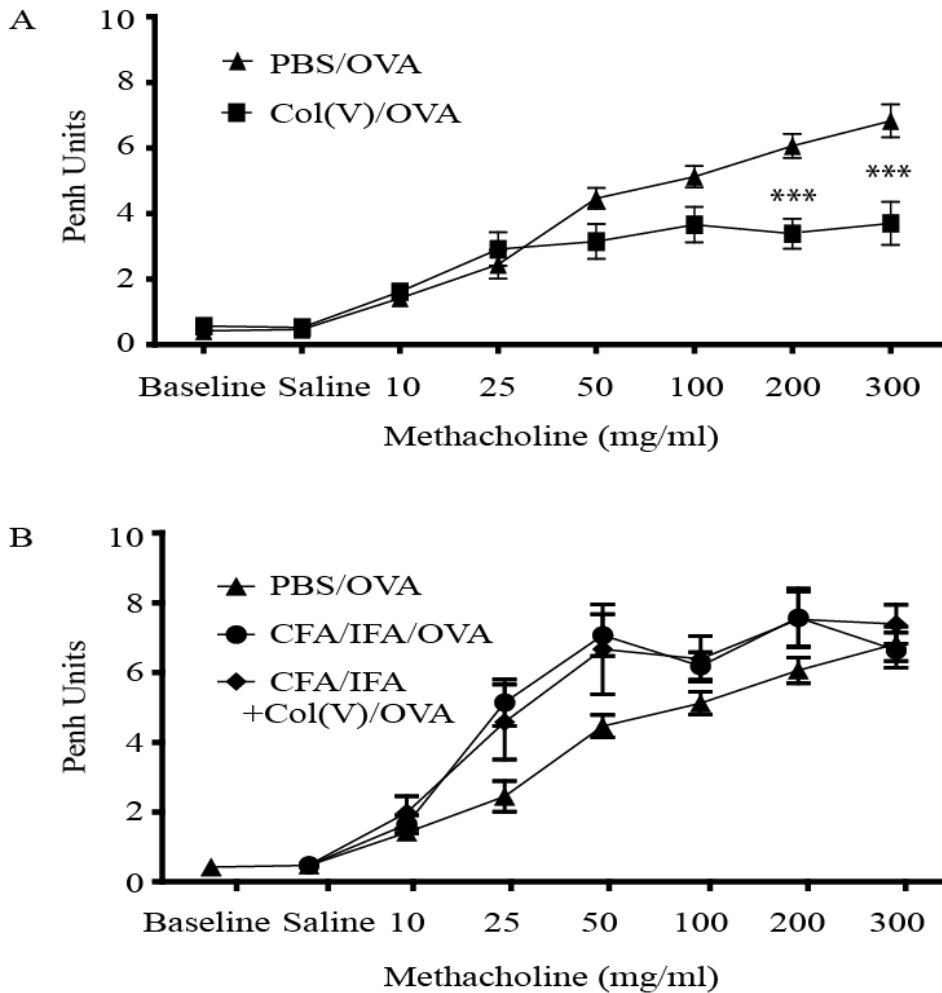 A
10
8
6
4
2
0
Penh Units
PBS/OVA
Col(V)/OVA
***
***
Baseline Saline 10 25 50 100 200 300
Methacholine (mg/ml)
B
10
8
6
4
2
0
Penh Units
PBS/OVA
CFA/IFA/OVA
CFA/IFA
+Col(V)/OVA
Baseline Saline 10 25 50 100 200 300
Methacholine (mg/ml)